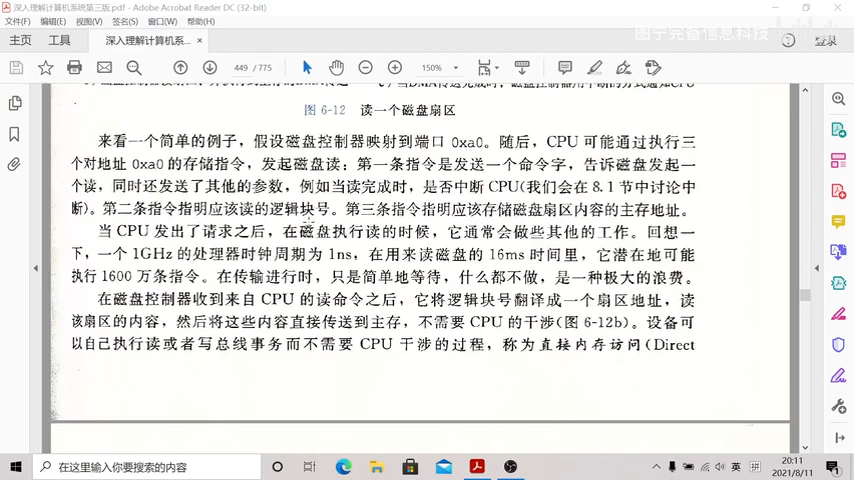 深入理解计算机系统第三版.pdf - Adobe Acrobat Reader DC (32-bit)
文件(F) 编辑(E) 视图(V) 签名(S) 窗口(W) 帮助(H)
图宁完备信息科技
bilibili
主页 工具 深入理解计算机系... × 登录
449 / 775 150%
图 6-12 读一个磁盘扇区
来看一个简单的例子，假设磁盘控制器映射到端口 0xa0。随后，CPU 可能通过执行三
个对地址 0xa0 的存储指令，发起磁盘读：第一条指令是发送一个命令字，告诉磁盘发起一
个读，同时还发送了其他的参数，例如当读完成时，是否中断 CPU(我们会在 8.1 节中讨论中
断)。第二条指令指明应该读的逻辑块号。第三条指令指明应该存储磁盘扇区内容的主存地址。
当 CPU 发出了请求之后，在磁盘执行读的时候，它通常会做些其他的工作。回想一
下，一个 1GHz 的处理器时钟周期为 1ns，在用来读磁盘的 16ms 时间里，它潜在地可能
执行 1600 万条指令。在传输进行时，只是简单地等待，什么都不做，是一种极大的浪费。
在磁盘控制器收到来自 CPU 的读命令之后，它将逻辑块号翻译成一个扇区地址，读
该扇区的内容，然后将这些内容直接传送到主存，不需要 CPU 的干涉(图 6-12b)。设备可
以自己执行读或者写总线事务而不需要 CPU 干涉的过程，称为直接内存访问(Direct
在这里输入你要搜索的内容
英 拼 20:11
2021/8/11